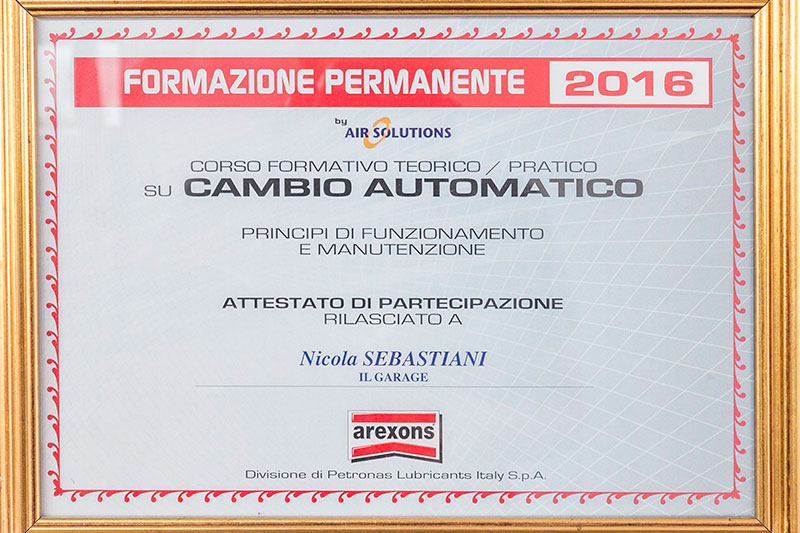 FORMAZIONE PERMANENTE 2016
by
AIR SOLUTIONS
CORSO FORMATIVO TEORICO / PRATICO
SU CAMBIO AUTOMATICO
PRINCIPI DI FUNZIONAMENTO
E MANUTENZIONE
ATTESTATO DI PARTECIPAZIONE
RILASCIATO A
Nicola SEBASTIANI
IL GARAGE
arexons
Divisione di Petronas Lubricants Italy S.p.A.